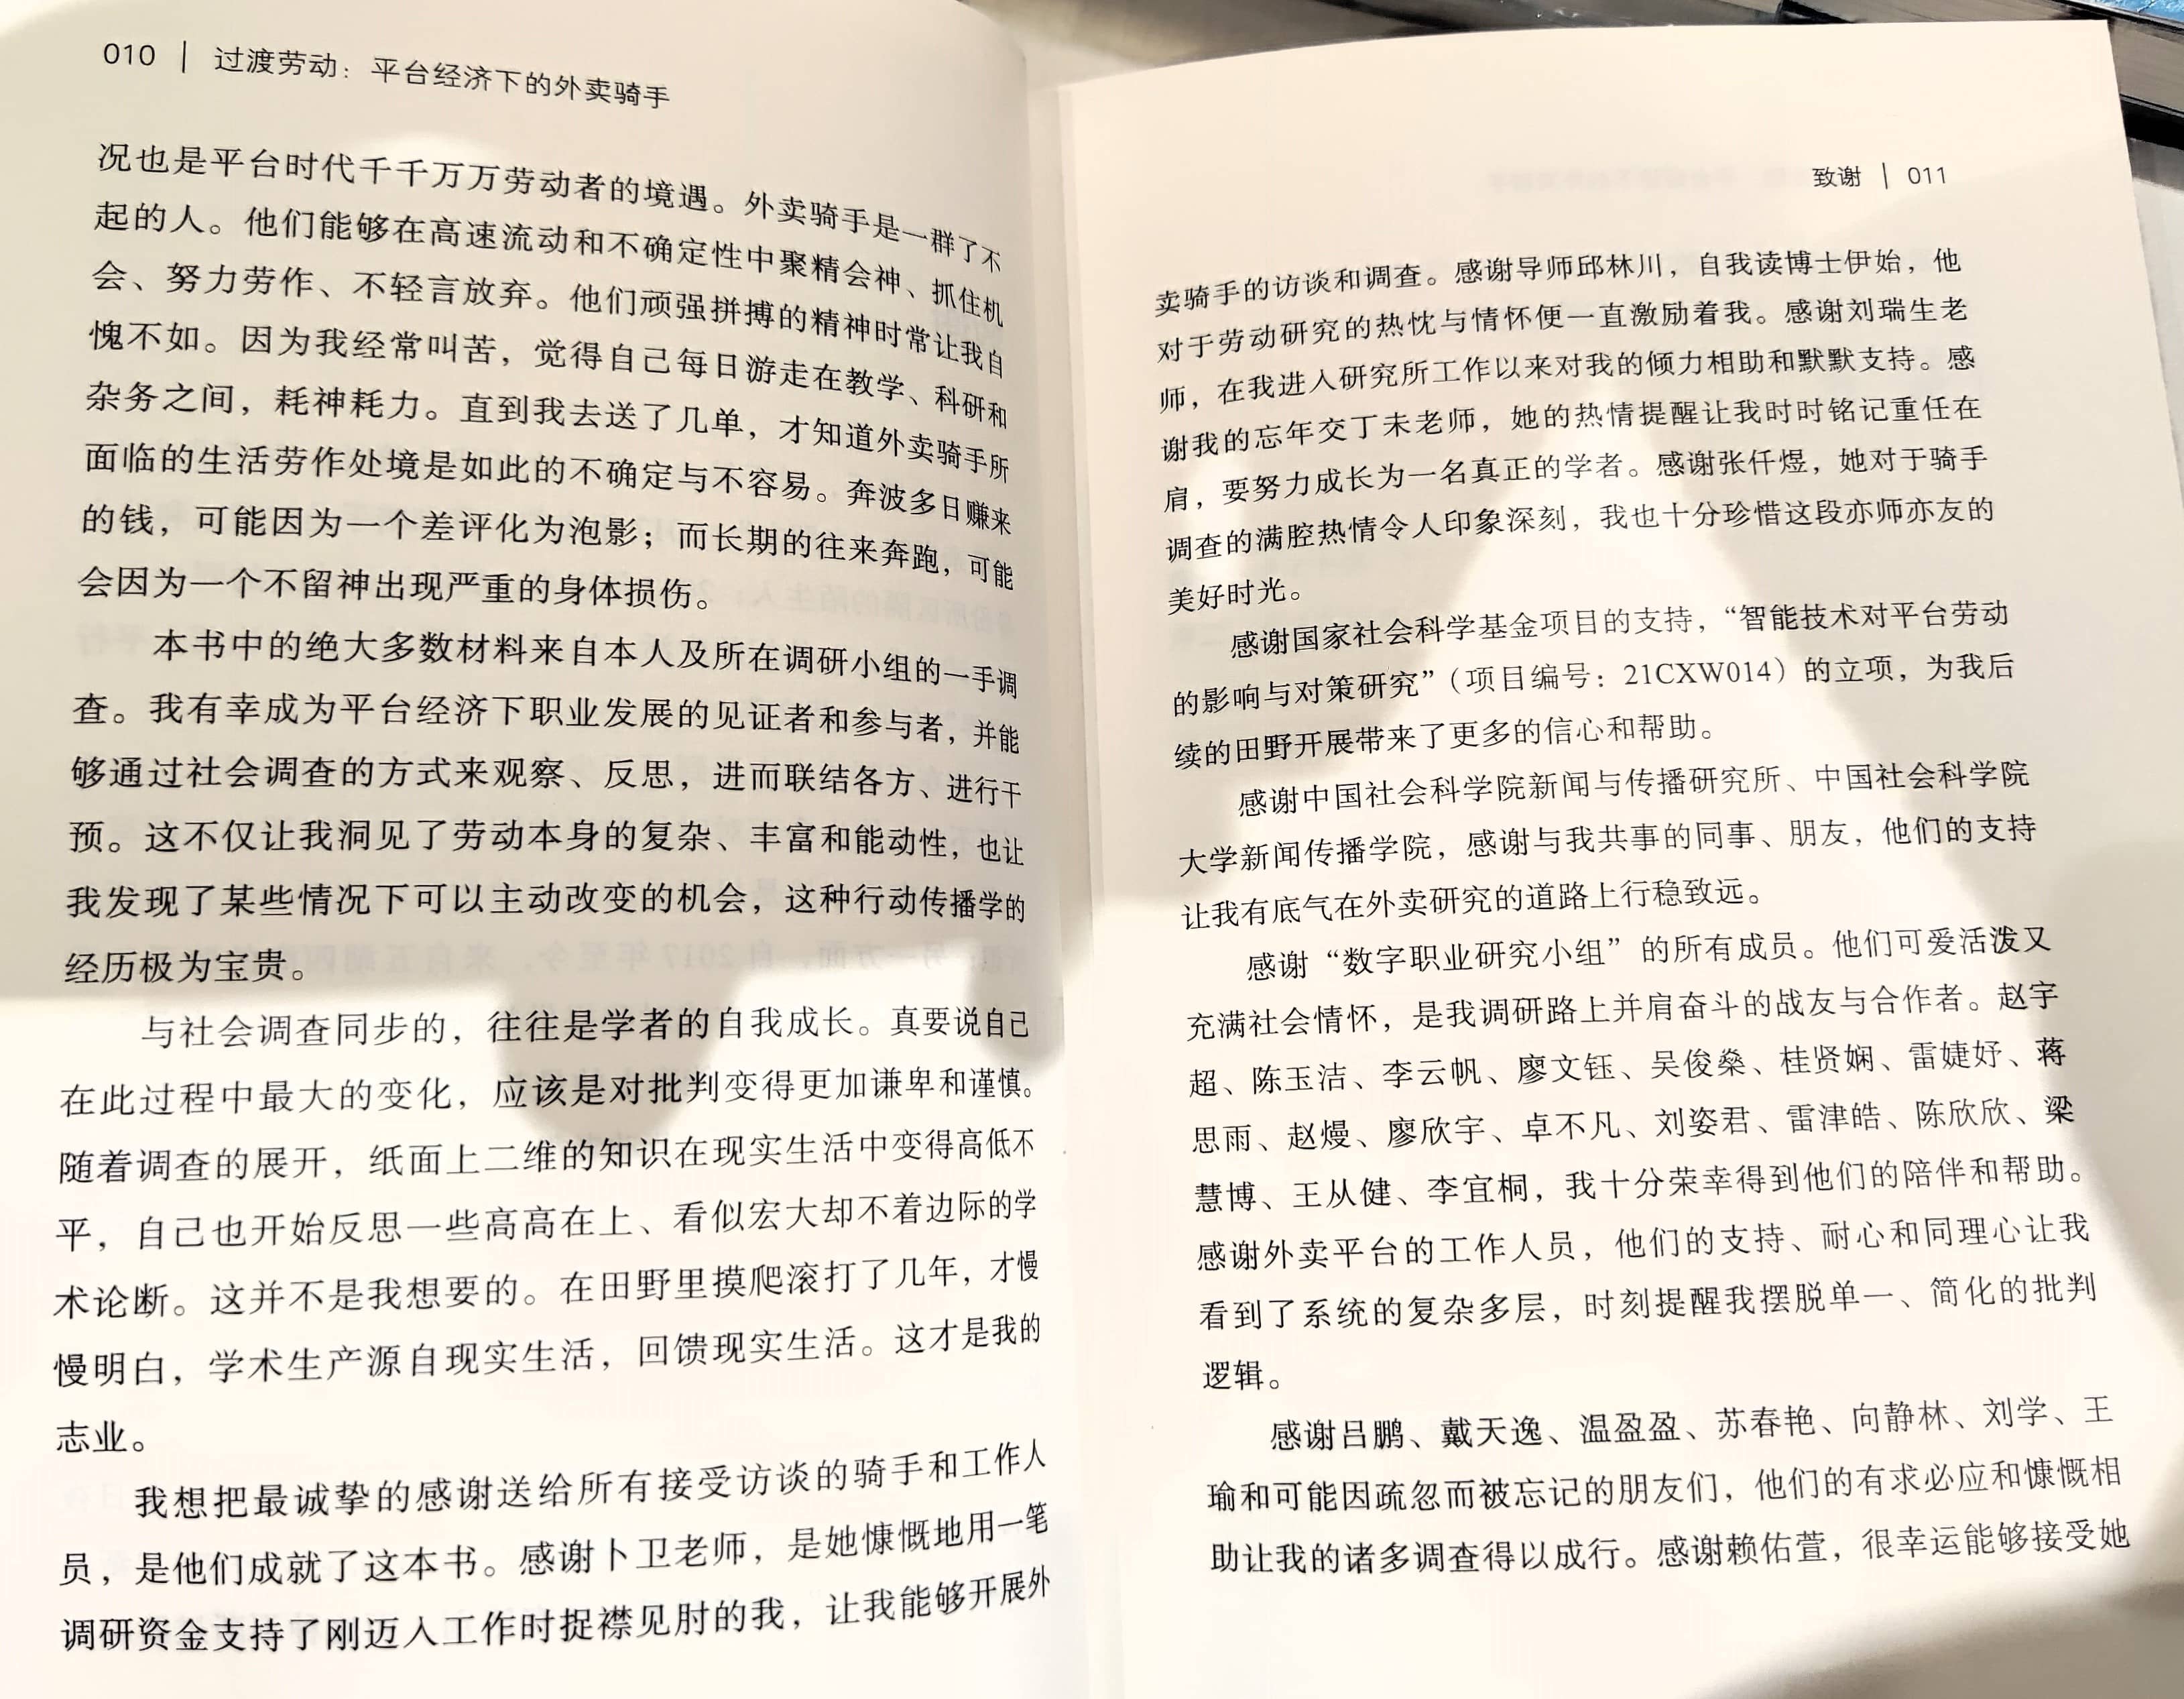 010 | 过渡劳动：平台经济下的外卖骑手
况也是平台时代千千万万劳动者的境遇。外卖骑手是一群了不
起的人。他们能够在高速流动和不确定性中聚精会神、抓住机
会、努力劳作、不轻言放弃。他们顽强拼搏的精神时常让我自
愧不如。因为我经常叫苦，觉得自己每日游走在教学、科研和
杂务之间，耗神耗力。直到我去送了几单，才知道外卖骑手所
面临的生活劳作处境是如此的不确定与不容易。奔波多日赚来
的钱，可能因为一个差评化为泡影；而长期的往来奔跑，可能
会因为一个不留神出现严重的身体损伤。
本书中的绝大多数材料来自本人及所在调研小组的一手调
查。我有幸成为平台经济下职业发展的见证者和参与者，并能
够通过社会调查的方式来观察、反思，进而联结各方、进行干
预。这不仅让我洞见了劳动本身的复杂、丰富和能动性，也让
我发现了某些情况下可以主动改变的机会，这种行动传播学的
经历极为宝贵。
与社会调查同步的，往往是学者的自我成长。真要说自己
在此过程中最大的变化，应该是对批判变得更加谦卑和谨慎。
随着调查的展开，纸面上二维的知识在现实生活中变得高低不
平，自己也开始反思一些高高在上、看似宏大却不着边际的学
术论断。这并不是我想要的。在田野里摸爬滚打了几年，才慢
慢明白，学术生产源自现实生活，回馈现实生活。这才是我的
志业。
我想把最诚挚的感谢送给所有接受访谈的骑手和工作人
员，是他们成就了这本书。感谢卜卫老师，是她慷慨地用一笔
调研资金支持了刚迈入工作时捉襟见肘的我，让我能够开展外
致谢 | 011
卖骑手的访谈和调查。感谢导师邱林川，自我读博士伊始，他
对于劳动研究的热忱与情怀便一直激励着我。感谢刘瑞生老
师，在我进入研究所工作以来对我的倾力相助和默默支持。感
谢我的忘年交丁未老师，她的热情提醒让我时时铭记重任在
肩，要努力成长为一名真正的学者。感谢张仟煜，她对于骑手
调查的满腔热情令人印象深刻，我也十分珍惜这段亦师亦友的
美好时光。
感谢国家社会科学基金项目的支持，“智能技术对平台劳动
的影响与对策研究”（项目编号：21CXW014）的立项，为我后
续的田野开展带来了更多的信心和帮助。
感谢中国社会科学院新闻与传播研究所、中国社会科学院
大学新闻传播学院，感谢与我共事的同事、朋友，他们的支持
让我有底气在外卖研究的道路上行稳致远。
感谢“数字职业研究小组”的所有成员。他们可爱活泼又
充满社会情怀，是我调研路上并肩奋斗的战友与合作者。赵宇
超、陈玉洁、李云帆、廖文钰、吴俊燊、桂贤娴、雷婕妤、蒋
思雨、赵熳、廖欣宇、卓不凡、刘姿君、雷津皓、陈欣欣、梁
慧博、王从健、李宜桐，我十分荣幸得到他们的陪伴和帮助。
感谢外卖平台的工作人员，他们的支持、耐心和同理心让我
看到了系统的复杂多层，时刻提醒我摆脱单一、简化的批判
逻辑。
感谢吕鹏、戴天逸、温盈盈、苏春艳、向静林、刘学、王
瑜和可能因疏忽而被忘记的朋友们，他们的有求必应和慷慨相
助让我的诸多调查得以成行。感谢赖佑萱，很幸运能够接受她